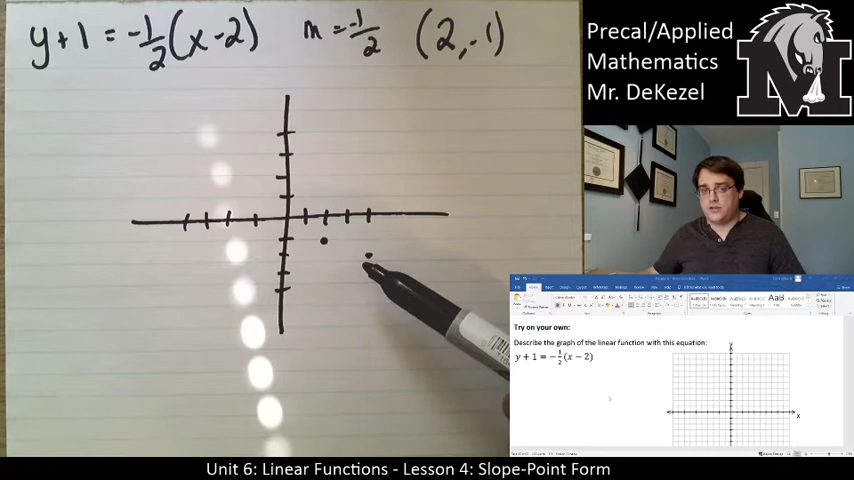 y+1 = -1/2(x-2) m = -1/2 (2,-1)
Precal/Applied
Mathematics
Mr. DeKezel
M
Try on your own:
Describe the graph of the linear function with this equation:
y + 1 = −1/2(x − 2)
x
Unit 6: Linear Functions - Lesson 4: Slope-Point Form